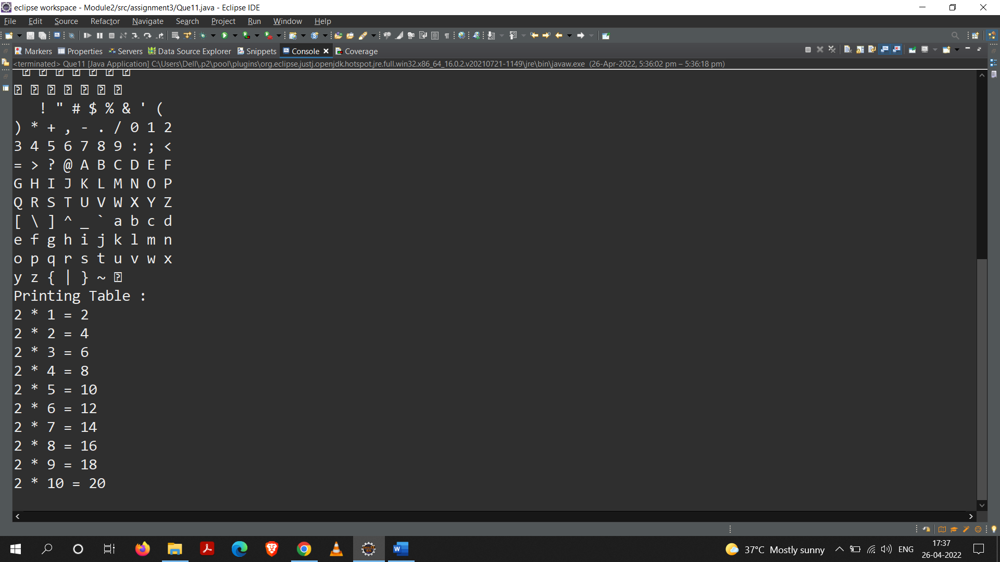 eclipse workspace - Module2/src/assignment3/Que11.java - Eclipse IDE
File Edit Source Refactor Navigate Search Project Run Window Help
Markers Properties Servers Data Source Explorer Snippets Console Coverage
<terminated> Que11 [Java Application] C:\Users\Dell\.p2\pool\plugins\org.eclipse.justj.openjdk.hotspot.jre.full.win32.x86_64_16.0.2.v20210721-1149\jre\bin\javaw.exe (26-Apr-2022, 5:36:02 pm – 5:36:18 pm)
! " # $ % & ' (
) * + , - . / 0 1 2
3 4 5 6 7 8 9 : ; <
= > ? @ A B C D E F
G H I J K L M N O P
Q R S T U V W X Y Z
[ \ ] ^ _ ` a b c d
e f g h i j k l m n
o p q r s t u v w x
y z { | } ~
Printing Table :
2 * 1 = 2
2 * 2 = 4
2 * 3 = 6
2 * 4 = 8
2 * 5 = 10
2 * 6 = 12
2 * 7 = 14
2 * 8 = 16
2 * 9 = 18
2 * 10 = 20
37°C Mostly sunny
ENG
17:37
26-04-2022